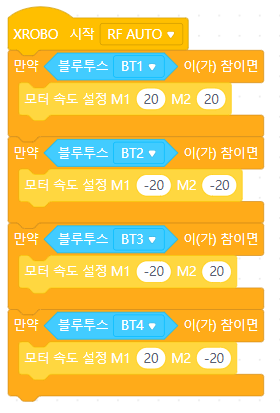 XROBO 시작 RF AUTO
만약 블루투스 BT1 이(가) 참이면
모터 속도 설정 M1 20 M2 20
만약 블루투스 BT2 이(가) 참이면
모터 속도 설정 M1 -20 M2 -20
만약 블루투스 BT3 이(가) 참이면
모터 속도 설정 M1 -20 M2 20
만약 블루투스 BT4 이(가) 참이면
모터 속도 설정 M1 20 M2 -20